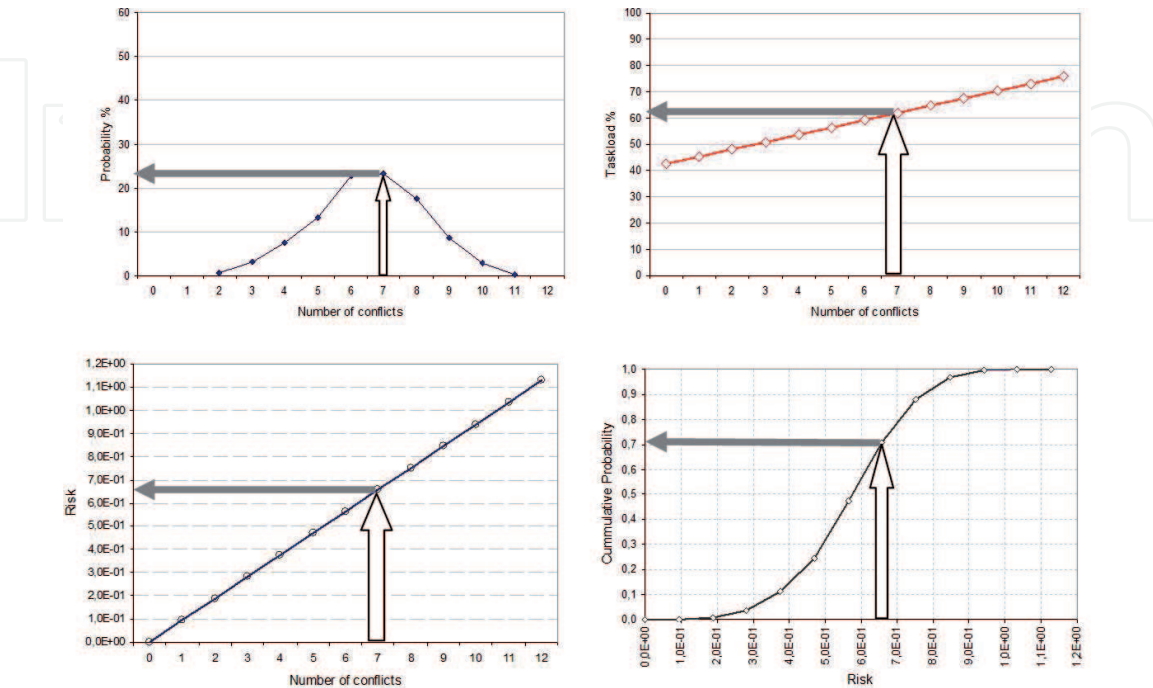 60
50
40
30
20
10
0
Probability %
0 1 2 3 4 5 6 7 8 9 10 11 12
Number of conflicts
100
90
80
70
60
50
40
30
20
10
0
Taskload %
0 1 2 3 4 5 6 7 8 9 10 11 12
Number of conflicts
1,2E+00
1,1E+00
1,0E+00
9,0E-01
8,0E-01
7,0E-01
6,0E-01
5,0E-01
4,0E-01
3,0E-01
2,0E-01
1,0E-01
0,0E+00
Risk
0 1 2 3 4 5 6 7 8 9 10 11 12
Number of conflicts
1,0
0,9
0,8
0,7
0,6
0,5
0,4
0,3
0,2
0,1
0,0
Cummulative Probability
0,0E+00 1,0E-01 2,0E-01 3,0E-01 4,0E-01 5,0E-01 6,0E-01 7,0E-01 8,0E-01 9,0E-01 1,0E+00 1,1E+00 1,2E+00
Risk